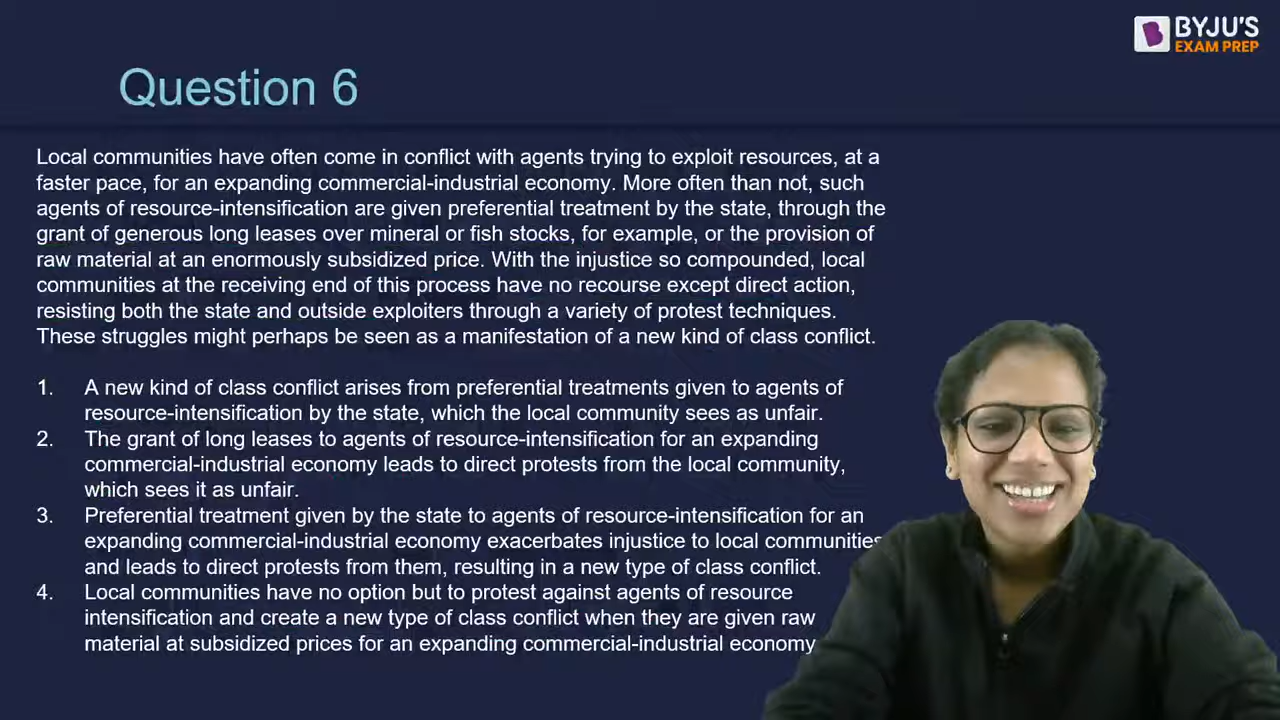 BYJU'S
EXAM PREP
Question 6
Local communities have often come in conflict with agents trying to exploit resources, at a
faster pace, for an expanding commercial-industrial economy. More often than not, such
agents of resource-intensification are given preferential treatment by the state, through the
grant of generous long leases over mineral or fish stocks, for example, or the provision of
raw material at an enormously subsidized price. With the injustice so compounded, local
communities at the receiving end of this process have no recourse except direct action,
resisting both the state and outside exploiters through a variety of protest techniques.
These struggles might perhaps be seen as a manifestation of a new kind of class conflict.
1. A new kind of class conflict arises from preferential treatments given to agents of
resource-intensification by the state, which the local community sees as unfair.
2. The grant of long leases to agents of resource-intensification for an expanding
commercial-industrial economy leads to direct protests from the local community,
which sees it as unfair.
3. Preferential treatment given by the state to agents of resource-intensification for an
expanding commercial-industrial economy exacerbates injustice to local communities
and leads to direct protests from them, resulting in a new type of class conflict.
4. Local communities have no option but to protest against agents of resource
intensification and create a new type of class conflict when they are given raw
material at subsidized prices for an expanding commercial-industrial economy